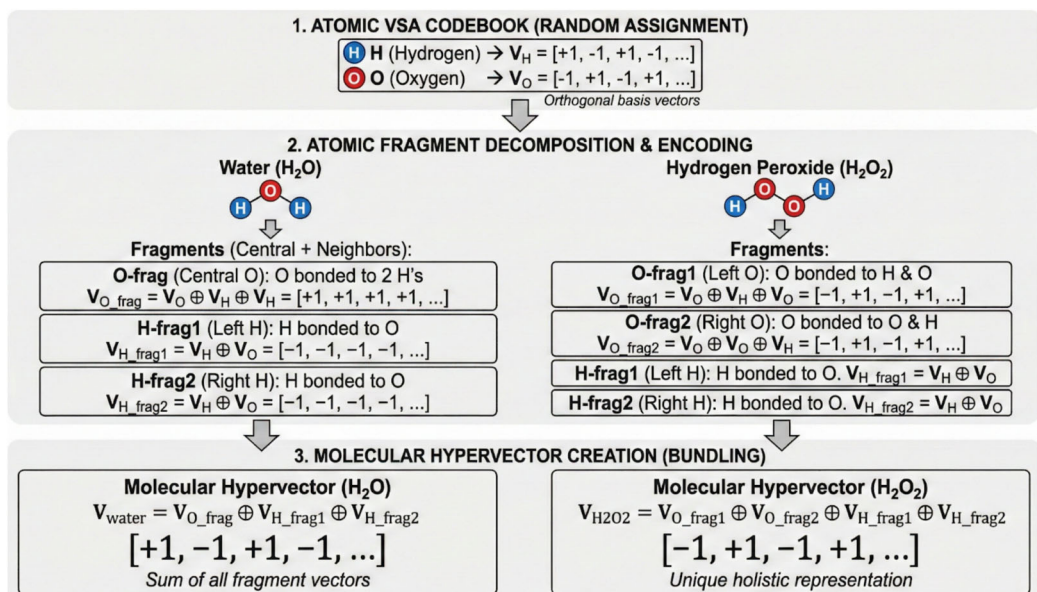 1. ATOMIC VSA CODEBOOK (RANDOM ASSIGNMENT)
H H (Hydrogen) → V_H = [+1, -1, +1, -1, ...]
O O (Oxygen) → V_O = [-1, +1, -1, +1, ...]
Orthogonal basis vectors
2. ATOMIC FRAGMENT DECOMPOSITION & ENCODING
Water (H₂O)
O
H H
Fragments (Central + Neighbors):
O-frag (Central O): O bonded to 2 H's
V_O_frag = V_O ⊕ V_H ⊕ V_H = [+1, +1, +1, +1, ...]
H-frag1 (Left H): H bonded to O
V_H_frag1 = V_H ⊕ V_O = [−1, −1, −1, −1, ...]
H-frag2 (Right H): H bonded to O
V_H_frag2 = V_H ⊕ V_O = [−1, −1, −1, −1, ...]
Hydrogen Peroxide (H₂O₂)
O H
H O
Fragments:
O-frag1 (Left O): O bonded to H & O
V_O_frag1 = V_O ⊕ V_H ⊕ V_O = [−1, +1, −1, +1, ...]
O-frag2 (Right O): O bonded to O & H
V_O_frag2 = V_O ⊕ V_O ⊕ V_H = [−1, +1, −1, +1, ...]
H-frag1 (Left H): H bonded to O. V_H_frag1 = V_H ⊕ V_O
H-frag2 (Right H): H bonded to O. V_H_frag2 = V_H ⊕ V_O
3. MOLECULAR HYPERVECTOR CREATION (BUNDLING)
Molecular Hypervector (H₂O)
V_water = V_O_frag ⊕ V_H_frag1 ⊕ V_H_frag2
[+1, −1, +1, −1, ...]
Sum of all fragment vectors
Molecular Hypervector (H₂O₂)
V_H2O2 = V_O_frag1 ⊕ V_O_frag2 ⊕ V_H_frag1 ⊕ V_H_frag2
[−1, +1, −1, +1, ...]
Unique holistic representation